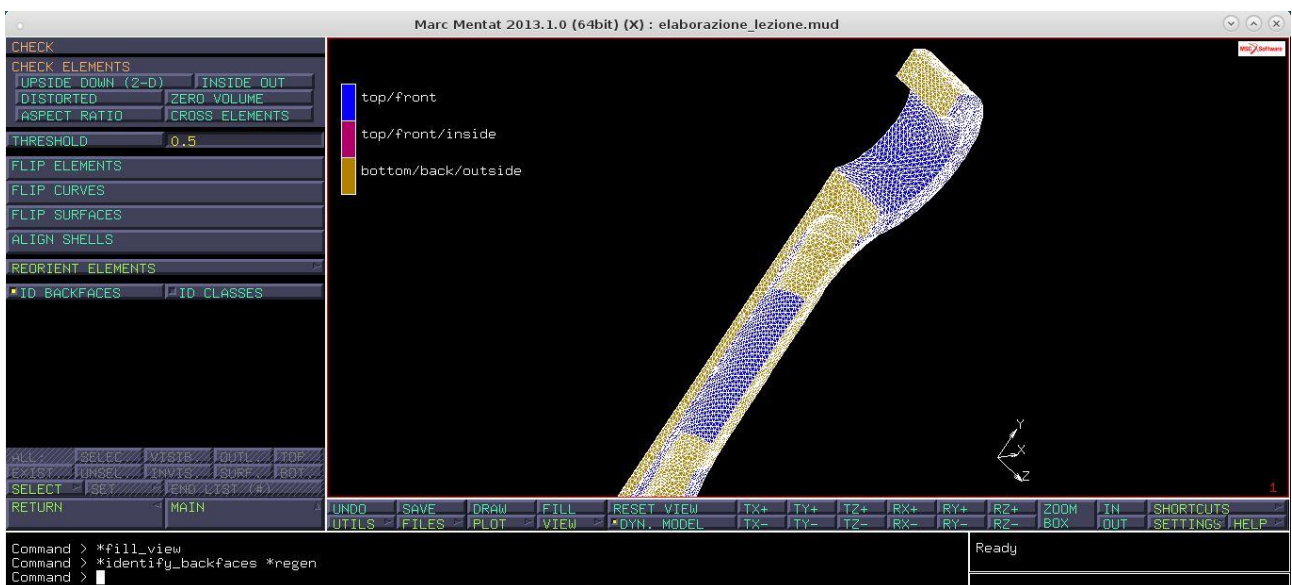 Marc Mentat 2013.1.0 (64bit) (X) : elaborazione_lezione.mud
CHECK
CHECK ELEMENTS
UPSIDE DOWN (2-D) INSIDE OUT
DISTORTED ZERO VOLUME
ASPECT RATIO CROSS ELEMENTS
THRESHOLD 0.5
FLIP ELEMENTS
FLIP CURVES
FLIP SURFACES
ALIGN SHELLS
REORIENT ELEMENTS
ID BACKFACES ID CLASSES
ALL: SELEC. VISIB. OUTL. TOP
EXIST. UNSEL. INVIS. SURF. BOT.
SELECT SET END LIST (#)
RETURN MAIN
top/front
top/front/inside
bottom/back/outside
MSC Software
Y
X
Z
1
UNDO SAVE DRAW FILL RESET VIEW TX+ TY+ TZ+ RX+ RY+ RZ+ ZOOM IN SHORTCUTS
UTILS FILES PLOT VIEW DYN. MODEL TX- TY- TZ- RX- RY- RZ- BOX OUT SETTINGS HELP
Command > *fill_view
Command > *identify_backfaces *regen
Command >
Ready